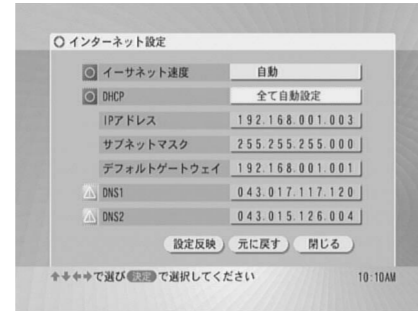 インターネット設定
イーサネット速度 自動
DHCP 全て自動設定
IPアドレス 192.168.001.003
サブネットマスク 255.255.255.000
デフォルトゲートウェイ 192.168.001.001
DNS1 043.017.117.120
DNS2 043.015.126.004
設定反映 元に戻す 閉じる
で選び 決定 で選択してください 10:10AM